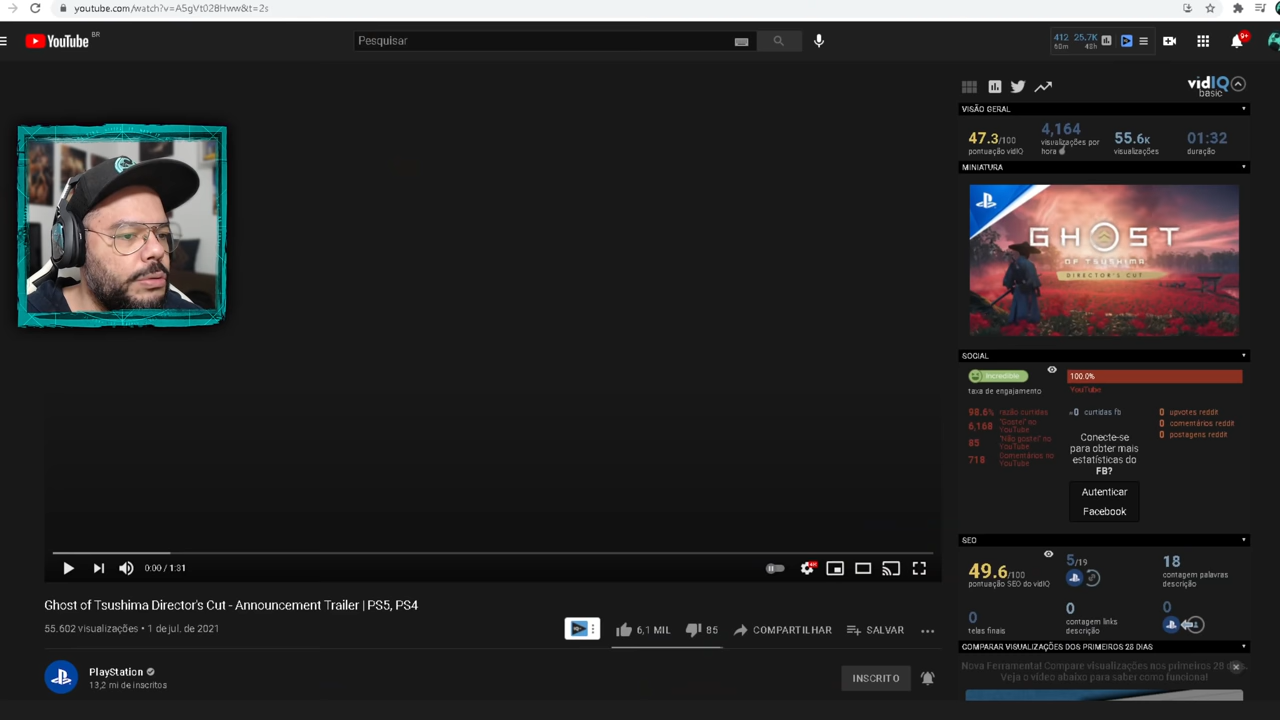 youtube.com/watch?v=A5gVt028Hww&t=2s
YouTube BR
Pesquisar
412 25.7K
60m 48h
9+
vidIQ
basic
VISÃO GERAL
47.3/100
pontuação vidIQ
4,164
visualizações por
hora
55.6K
visualizações
01:32
duração
MINIATURA
GHOST
OF TSUSHIMA
DIRECTOR'S CUT
SOCIAL
Incredible
taxa de engajamento
100.0%
YouTube
98.6% razão curtidas
6,168 "Gostei" no
YouTube
85 "Não gostei" no
YouTube
718 Comentários no
YouTube
0 curtidas fb
Conecte-se
para obter mais
estatísticas do
FB?
Autenticar
Facebook
0 upvotes reddit
0 comentários reddit
0 postagens reddit
SEO
49.6/100
pontuação SEO do vidIQ
5/19
18
contagem palavras
descrição
0
telas finais
0
contagem links
descrição
0
COMPARAR VISUALIZAÇÕES DOS PRIMEIROS 28 DIAS
Nova Ferramenta! Compare visualizações nos primeiros 28 d...
Veja o vídeo abaixo para saber como funciona!
0:00 / 1:31
Ghost of Tsushima Director's Cut - Announcement Trailer | PS5, PS4
55.602 visualizações • 1 de jul. de 2021
6,1 MIL
85
COMPARTILHAR
SALVAR
PlayStation
13,2 mi de inscritos
INSCRITO